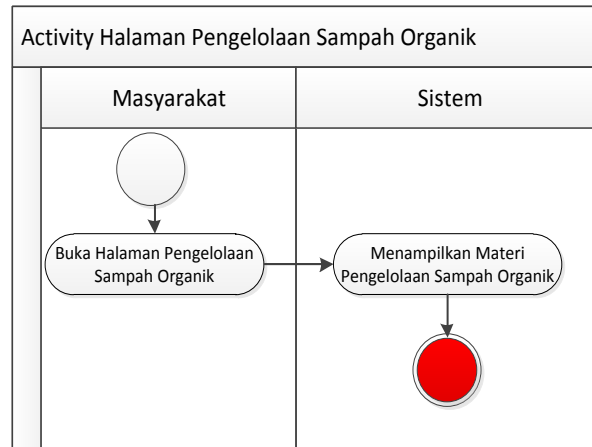 Activity Halaman Pengelolaan Sampah Organik
Masyarakat
Sistem
Buka Halaman Pengelolaan
Sampah Organik
Menampilkan Materi
Pengelolaan Sampah Organik